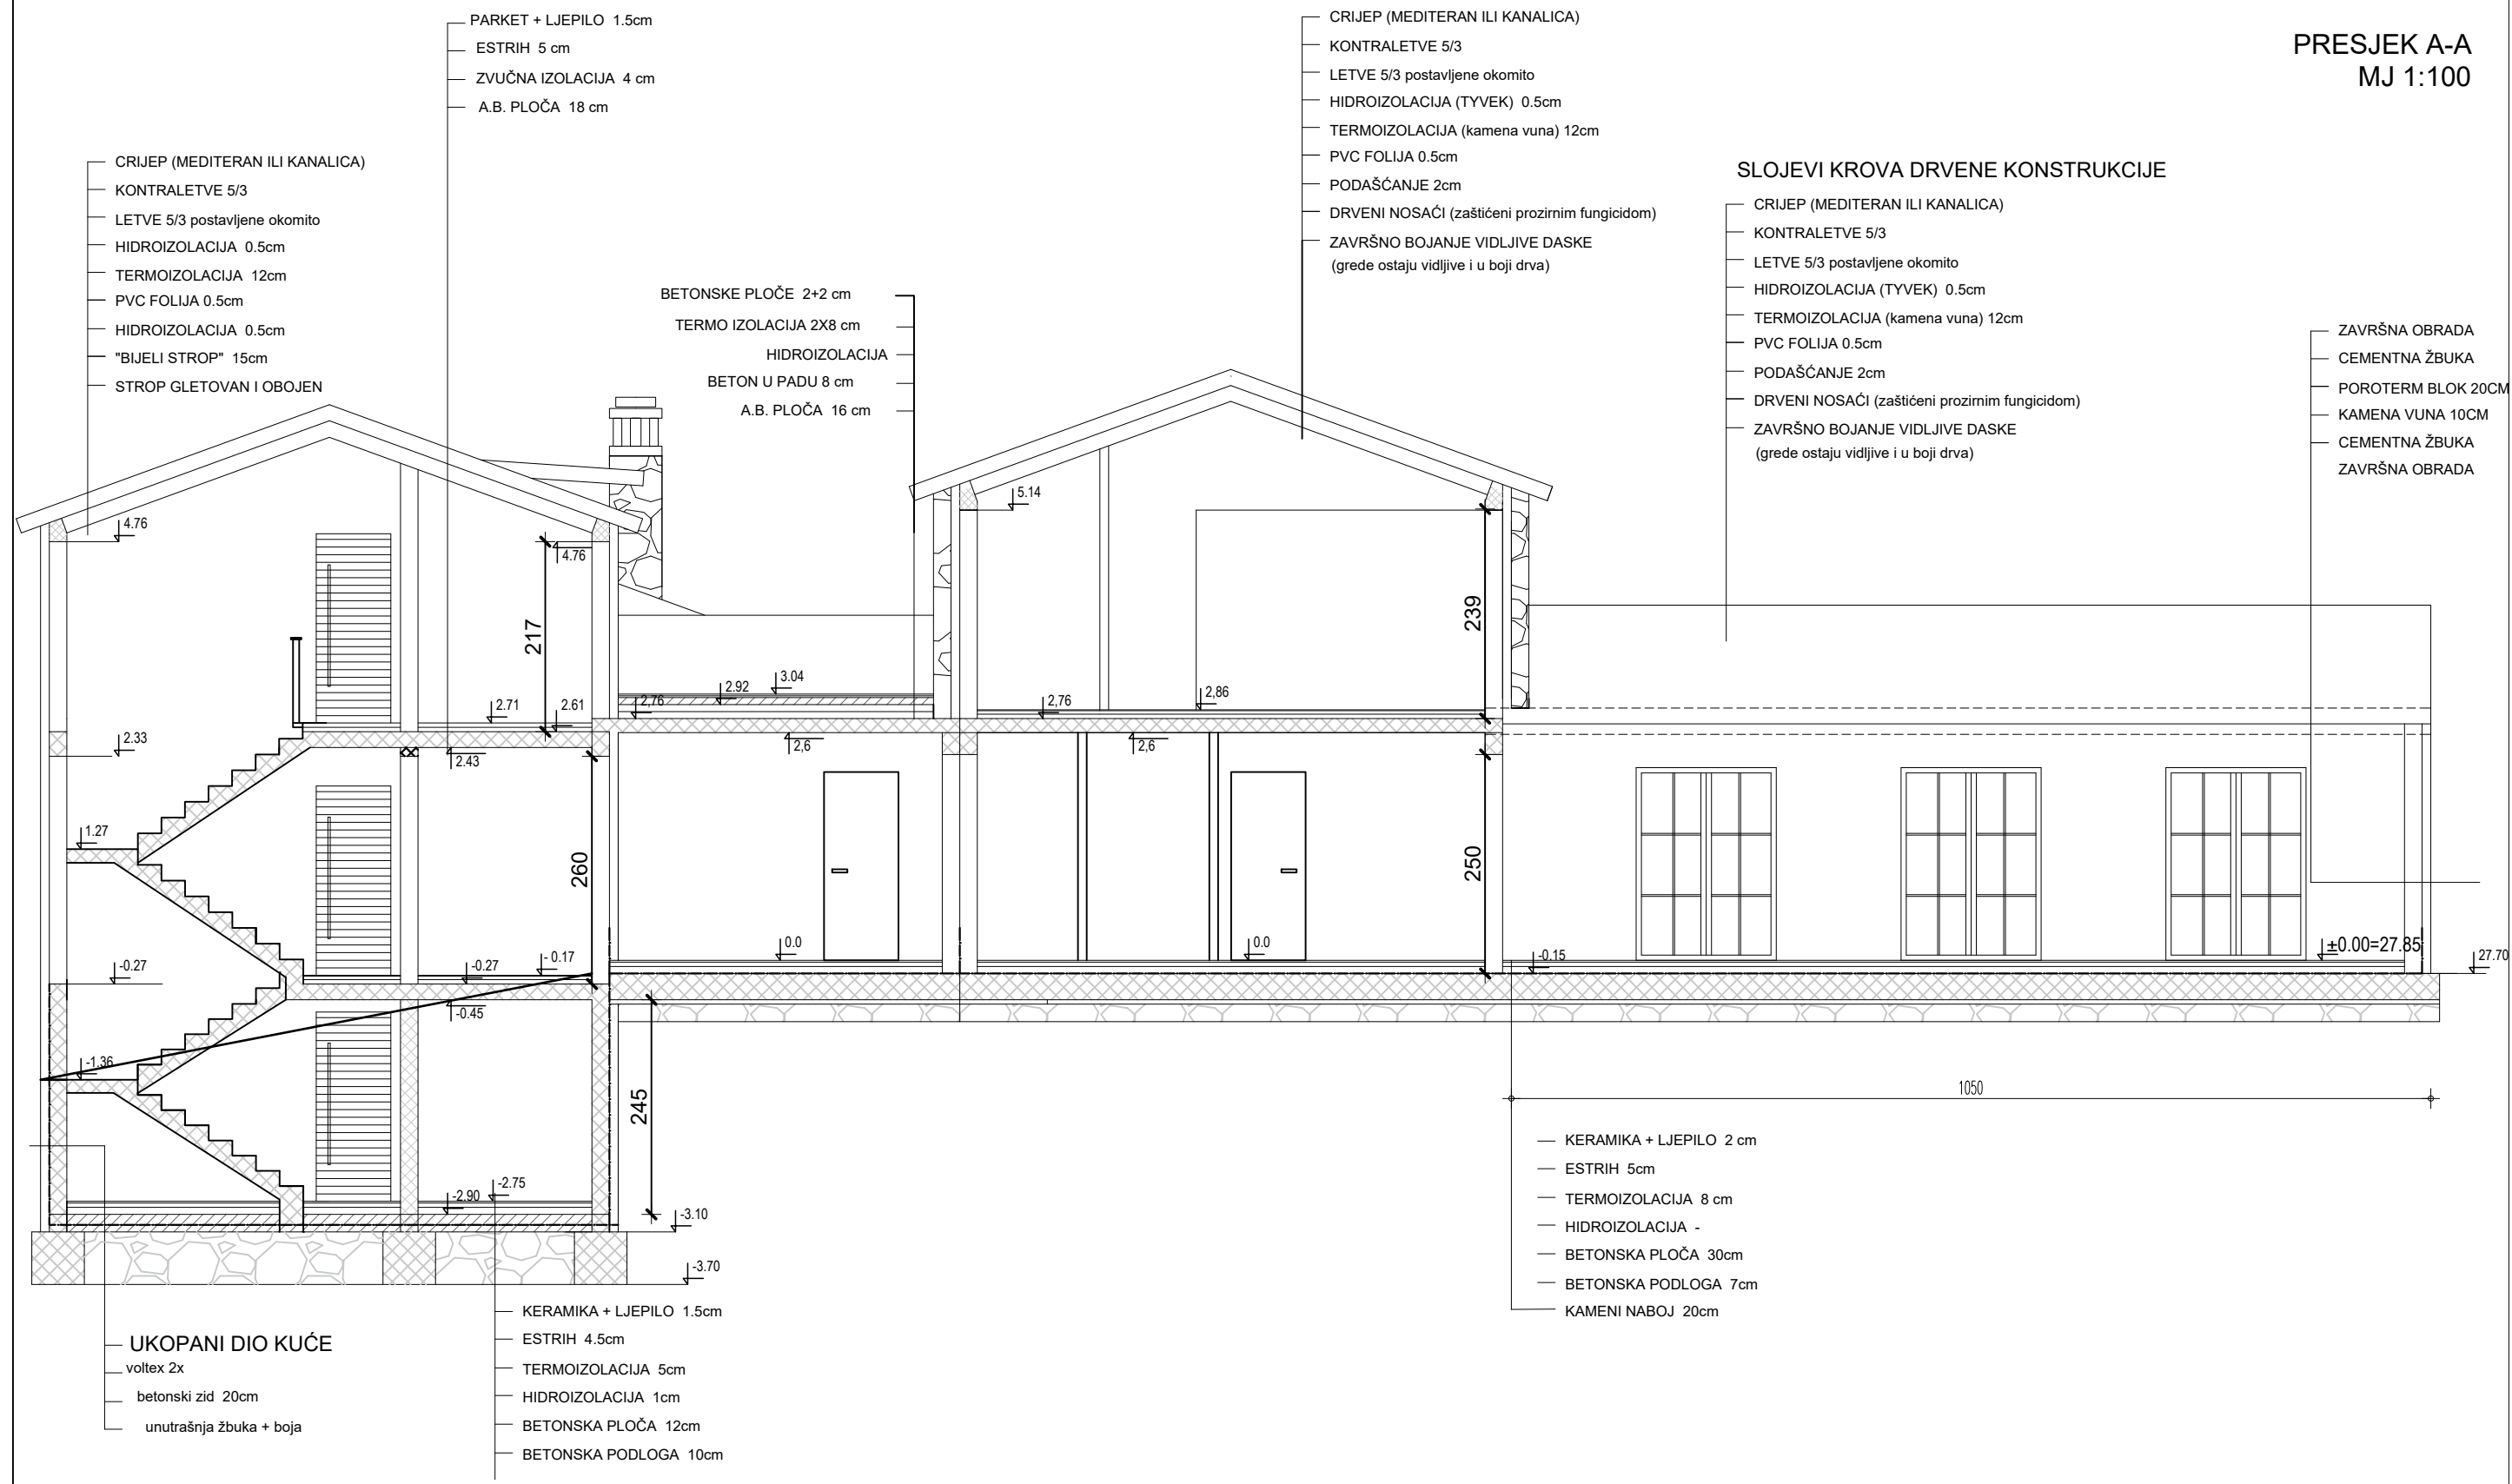 PRESJEK A-A
MJ 1:100
PARKET + LJEPILO 1.5cm
ESTRIH 5 cm
ZVUČNA IZOLACIJA 4 cm
A.B. PLOČA 18 cm
CRIJEP (MEDITERAN ILI KANALICA)
KONTRALETVE 5/3
LETVE 5/3 postavljene okomito
HIDROIZOLACIJA 0.5cm
TERMOIZOLACIJA 12cm
PVC FOLIJA 0.5cm
HIDROIZOLACIJA 0.5cm
"BIJELI STROP" 15cm
STROP GLETOVAN I OBOJEN
BETONSKE PLOČE 2+2 cm
TERMO IZOLACIJA 2X8 cm
HIDROIZOLACIJA
BETON U PADU 8 cm
A.B. PLOČA 16 cm
CRIJEP (MEDITERAN ILI KANALICA)
KONTRALETVE 5/3
LETVE 5/3 postavljene okomito
HIDROIZOLACIJA (TYVEK) 0.5cm
TERMOIZOLACIJA (kamena vuna) 12cm
PVC FOLIJA 0.5cm
PODAŠĆANJE 2cm
DRVENI NOSAĆI (zaštićeni prozirnim fungicidom)
ZAVRŠNO BOJANJE VIDLJIVE DASKE
(grede ostaju vidljive i u boji drva)
SLOJEVI KROVA DRVENE KONSTRUKCIJE
CRIJEP (MEDITERAN ILI KANALICA)
KONTRALETVE 5/3
LETVE 5/3 postavljene okomito
HIDROIZOLACIJA (TYVEK) 0.5cm
TERMOIZOLACIJA (kamena vuna) 12cm
PVC FOLIJA 0.5cm
PODAŠĆANJE 2cm
DRVENI NOSAĆI (zaštićeni prozirnim fungicidom)
ZAVRŠNO BOJANJE VIDLJIVE DASKE
(grede ostaju vidljive i u boji drva)
ZAVRŠNA OBRADA
CEMENTNA ŽBUKA
POROTERM BLOK 20CM
KAMENA VUNA 10CM
CEMENTNA ŽBUKA
ZAVRŠNA OBRADA
4.76
4.76
5.14
217
239
2.71
2.61
2,76
2.92
3.04
2,76
2,86
2.33
2.43
2,6
2,6
1.27
260
250
-0.27
-0.27
- 0.17
0.0
0.0
-0.15
±0.00=27.85
27.70
-0.45
-1.36
245
1050
-2.90
-2.75
-3.10
-3.70
KERAMIKA + LJEPILO 2 cm
ESTRIH 5cm
TERMOIZOLACIJA 8 cm
HIDROIZOLACIJA -
BETONSKA PLOČA 30cm
BETONSKA PODLOGA 7cm
KAMENI NABOJ 20cm
UKOPANI DIO KUĆE
voltex 2x
betonski zid 20cm
unutrašnja žbuka + boja
KERAMIKA + LJEPILO 1.5cm
ESTRIH 4.5cm
TERMOIZOLACIJA 5cm
HIDROIZOLACIJA 1cm
BETONSKA PLOČA 12cm
BETONSKA PODLOGA 10cm